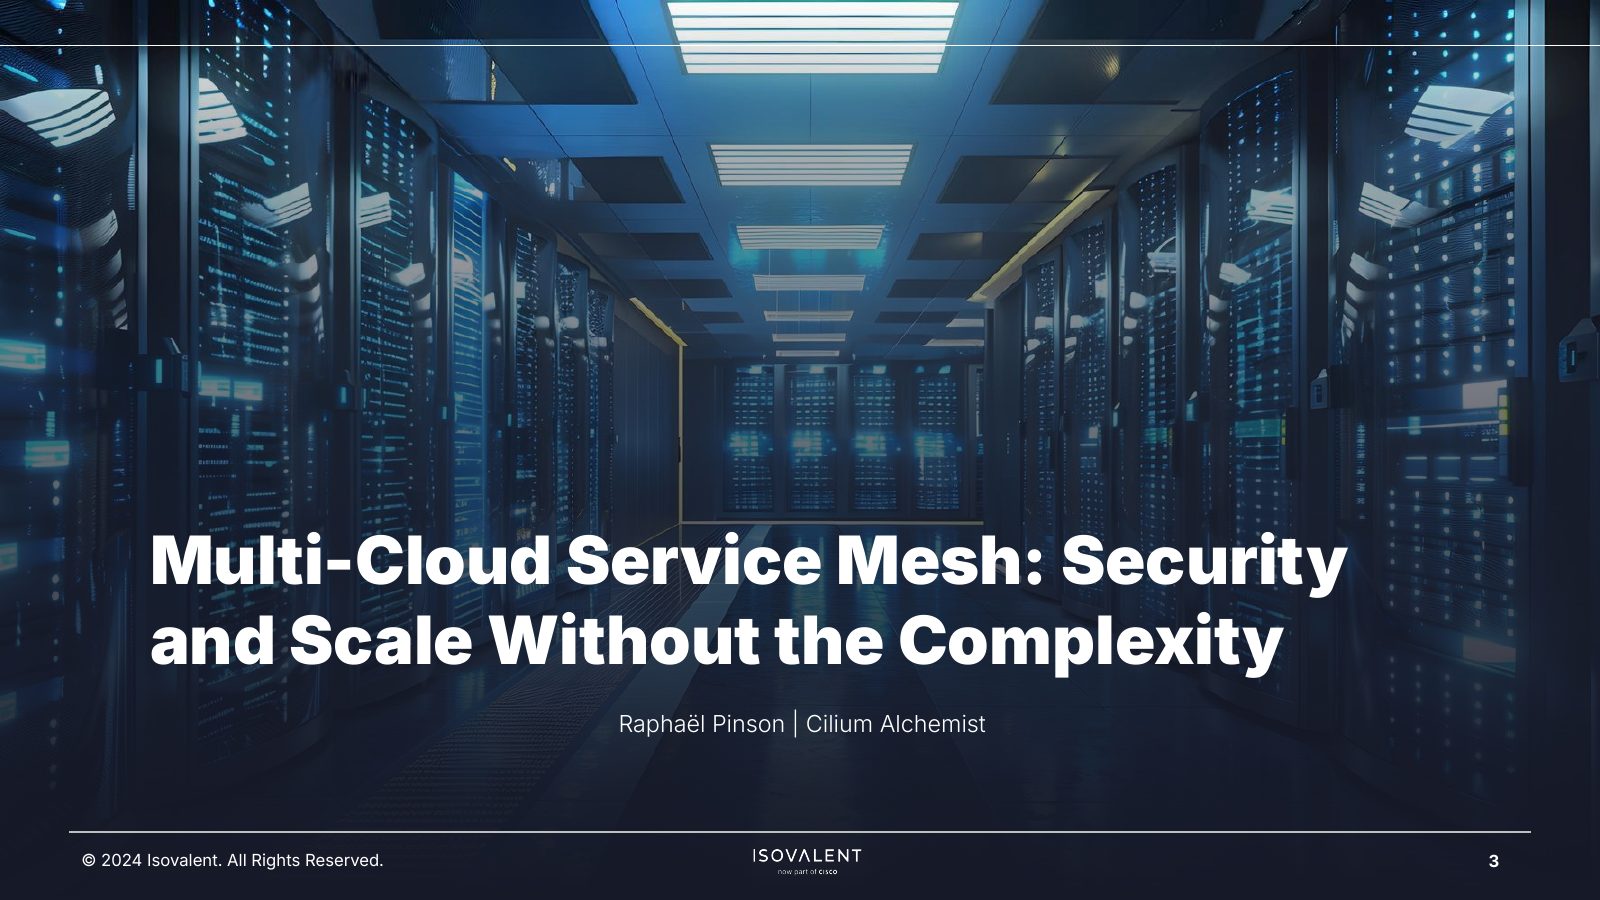 Multi-Cloud Service Mesh: Security
and Scale Without the Complexity
Raphaël Pinson | Cilium Alchemist
© 2024 Isovalent. All Rights Reserved.
ISOVALENT
now part of CISCO
3